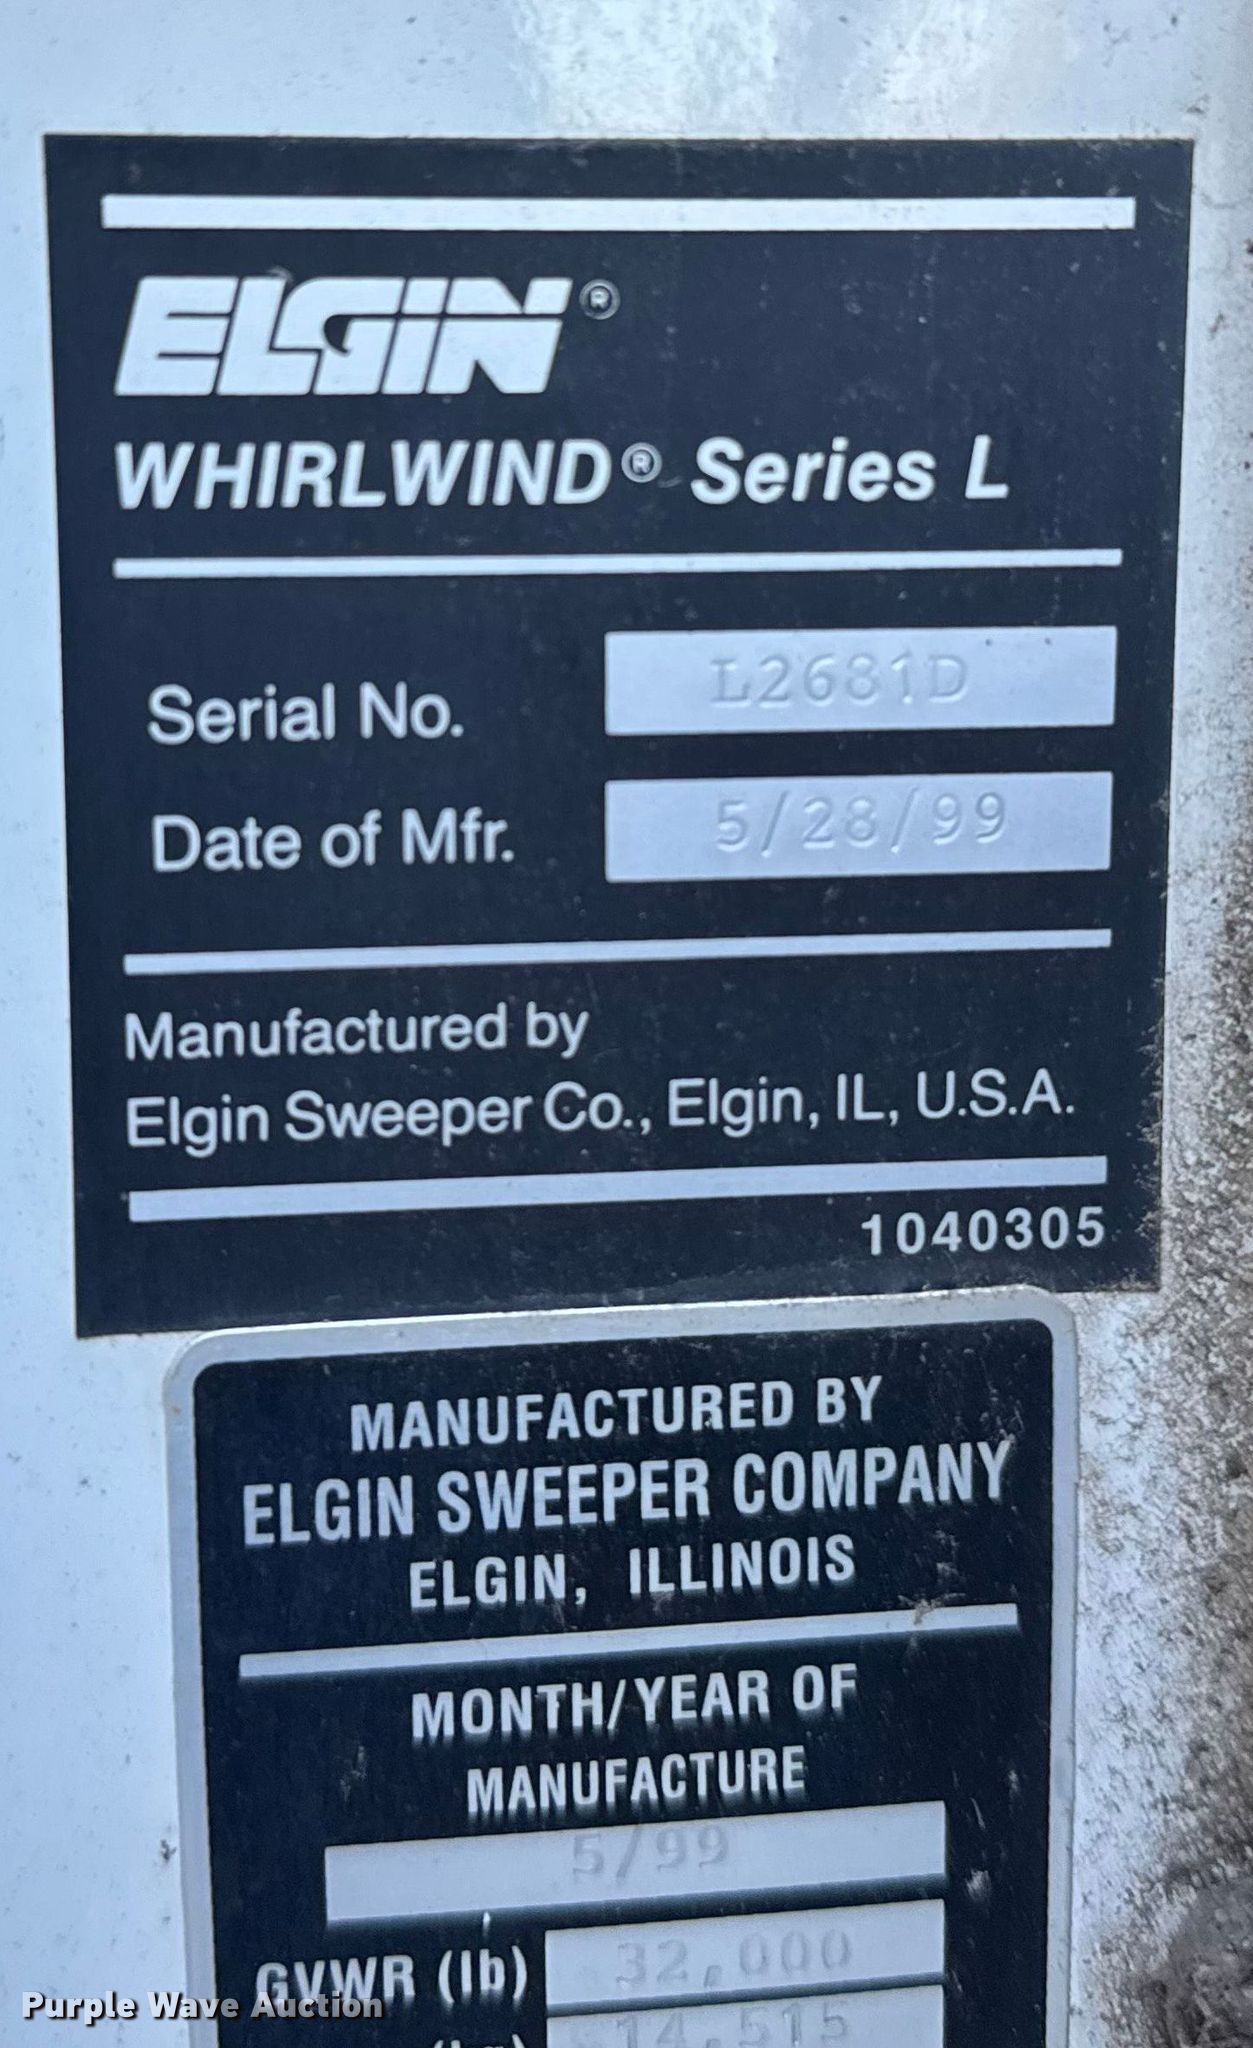 ELGIN®
WHIRLWIND® Series L
Serial No. L2681D
Date of Mfr. 5/28/99
Manufactured by
Elgin Sweeper Co., Elgin, IL, U.S.A.
1040305
MANUFACTURED BY
ELGIN SWEEPER COMPANY
ELGIN, ILLINOIS
MONTH/YEAR OF
MANUFACTURE
5/99
GVWR (lb) 32,000
(kg) 14,515
Purple Wave Auction